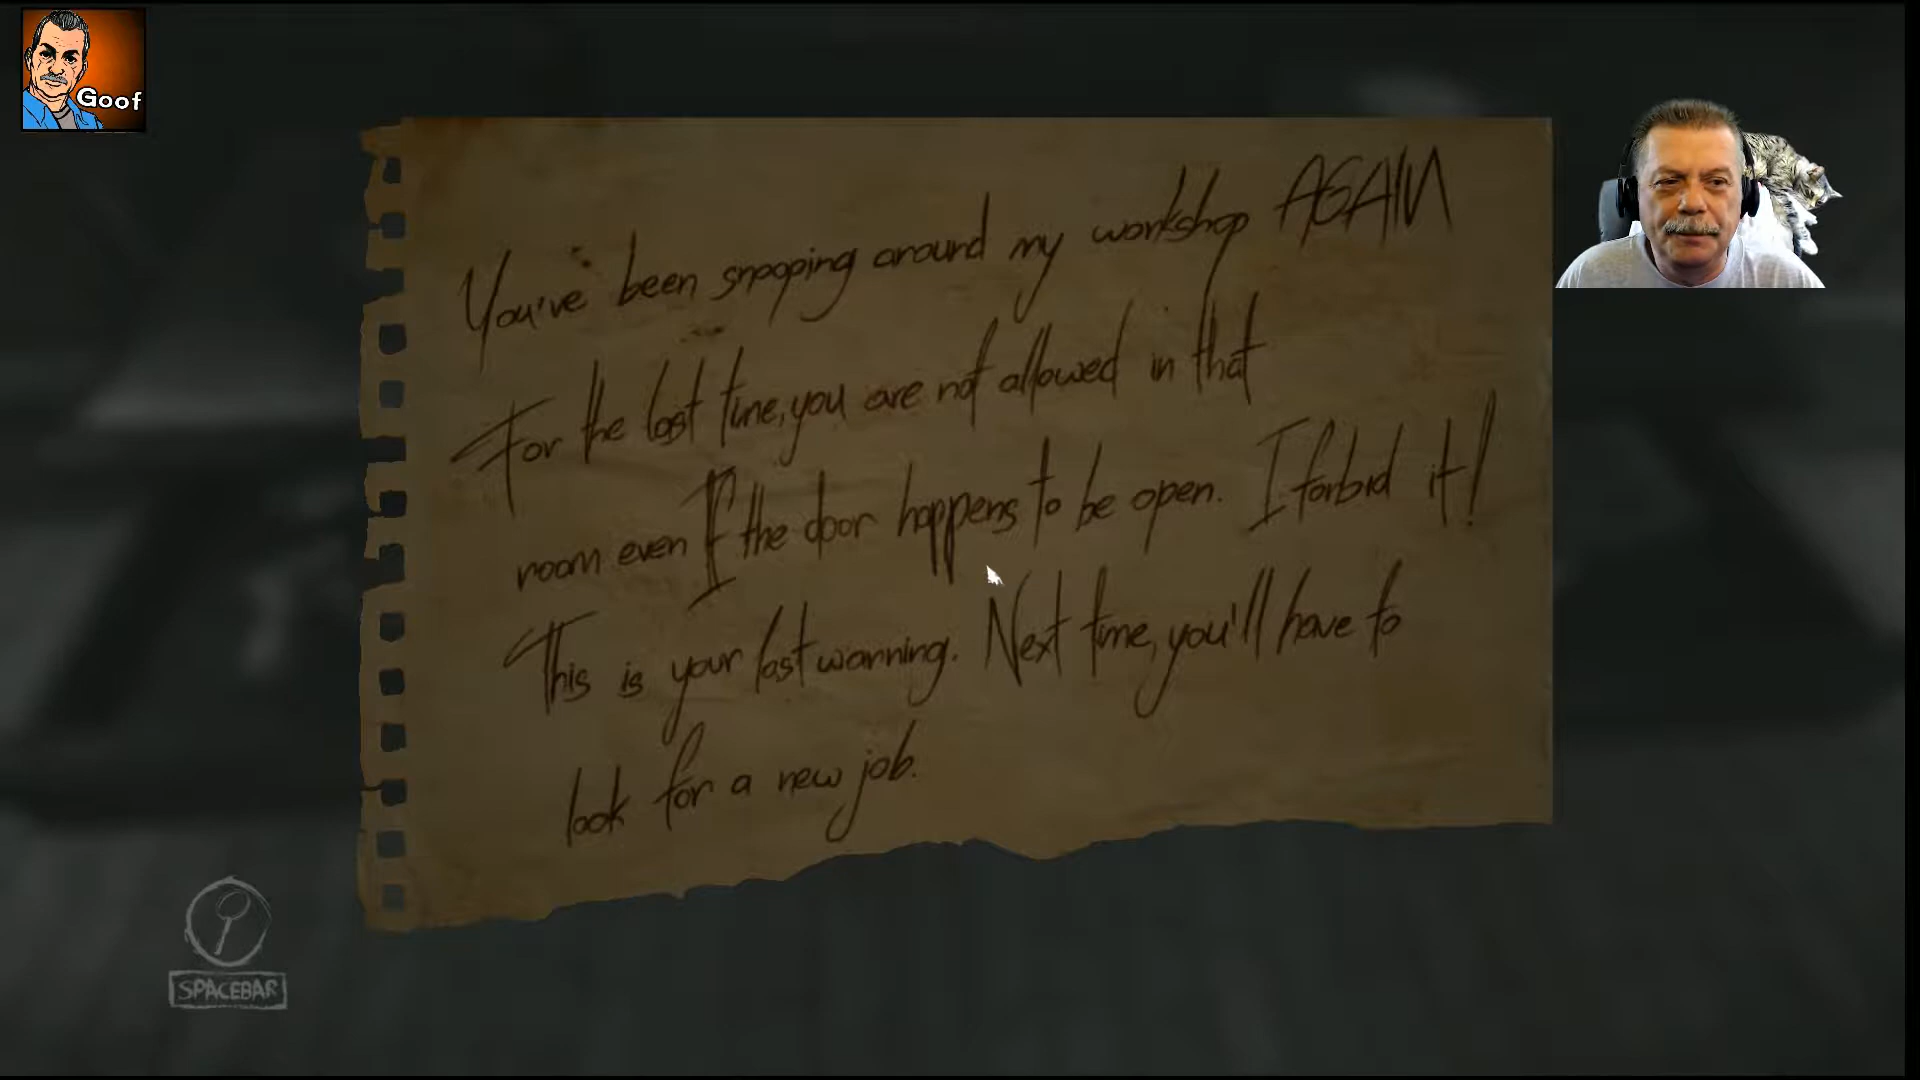 Goof
You've been snooping around my workshop AGAIN
For the last time, you are not allowed in that
room even If the door happens to be open. I forbid it!
This is your last warning. Next time, you'll have to
look for a new job.
SPACEBAR